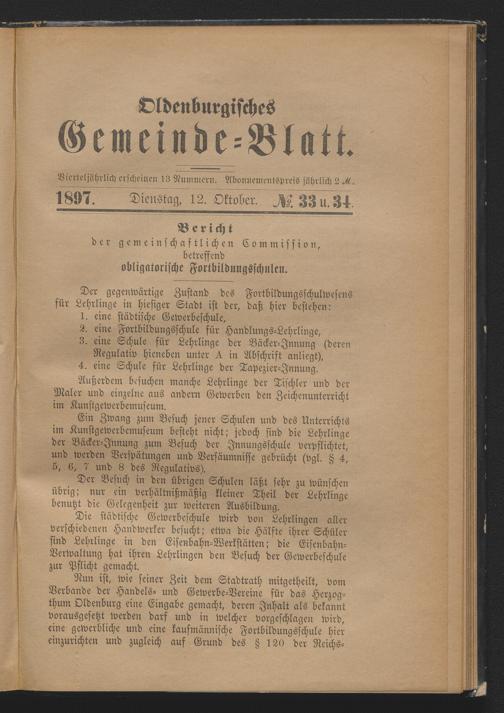 Oldenburgisches
Gemeinde-Blatt.
Vierteljährlich erscheinen 13 Nummern. Abonnementspreis jährlich 2 M.
1897. Dienstag, 12. Oktober. № 33 u. 34.
Bericht
der gemeinschaftlichen Commission,
betreffend
obligatorische Fortbildungsschulen.
Der gegenwärtige Zustand des Fortbildungsschulwesens
für Lehrlinge in hiesiger Stadt ist der, daß hier bestehen:
1. eine städtische Gewerbeschule,
2. eine Fortbildungsschule für Handlungs-Lehrlinge,
3. eine Schule für Lehrlinge der Bäcker-Innung (deren
Regulativ hieneben unter A in Abschrift anliegt),
4. eine Schule für Lehrlinge der Tapezier-Innung.
Außerdem besuchen manche Lehrlinge der Tischler und der
Maler und einzelne aus andern Gewerben den Zeichenunterricht
im Kunstgewerbemuseum.
Ein Zwang zum Besuch jener Schulen und des Unterrichts
im Kunstgewerbemuseum besteht nicht; jedoch sind die Lehrlinge
der Bäcker-Innung zum Besuch der Innungsschule verpflichtet,
und werden Verspätungen und Versäumnisse gebrücht (vgl. § 4,
5, 6, 7 und 8 des Regulativs).
Der Besuch in den übrigen Schulen läßt sehr zu wünschen
übrig; nur ein verhältnißmäßig kleiner Theil der Lehrlinge
benutzt die Gelegenheit zur weiteren Ausbildung.
Die städtische Gewerbeschule wird von Lehrlingen aller
verschiedenen Handwerker besucht; etwa die Hälfte ihrer Schüler
sind Lehrlinge in den Eisenbahn-Werkstätten; die Eisenbahn-
Verwaltung hat ihren Lehrlingen den Besuch der Gewerbeschule
zur Pflicht gemacht.
Nun ist, wie seiner Zeit dem Stadtrath mitgetheilt, vom
Verbande der Handels- und Gewerbe-Vereine für das Herzog-
thum Oldenburg eine Eingabe gemacht, deren Inhalt als bekannt
vorausgesetzt werden darf und in welcher vorgeschlagen wird,
eine gewerbliche und eine kaufmännische Fortbildungsschule hier
einzurichten und zugleich auf Grund des § 120 der Reichs-